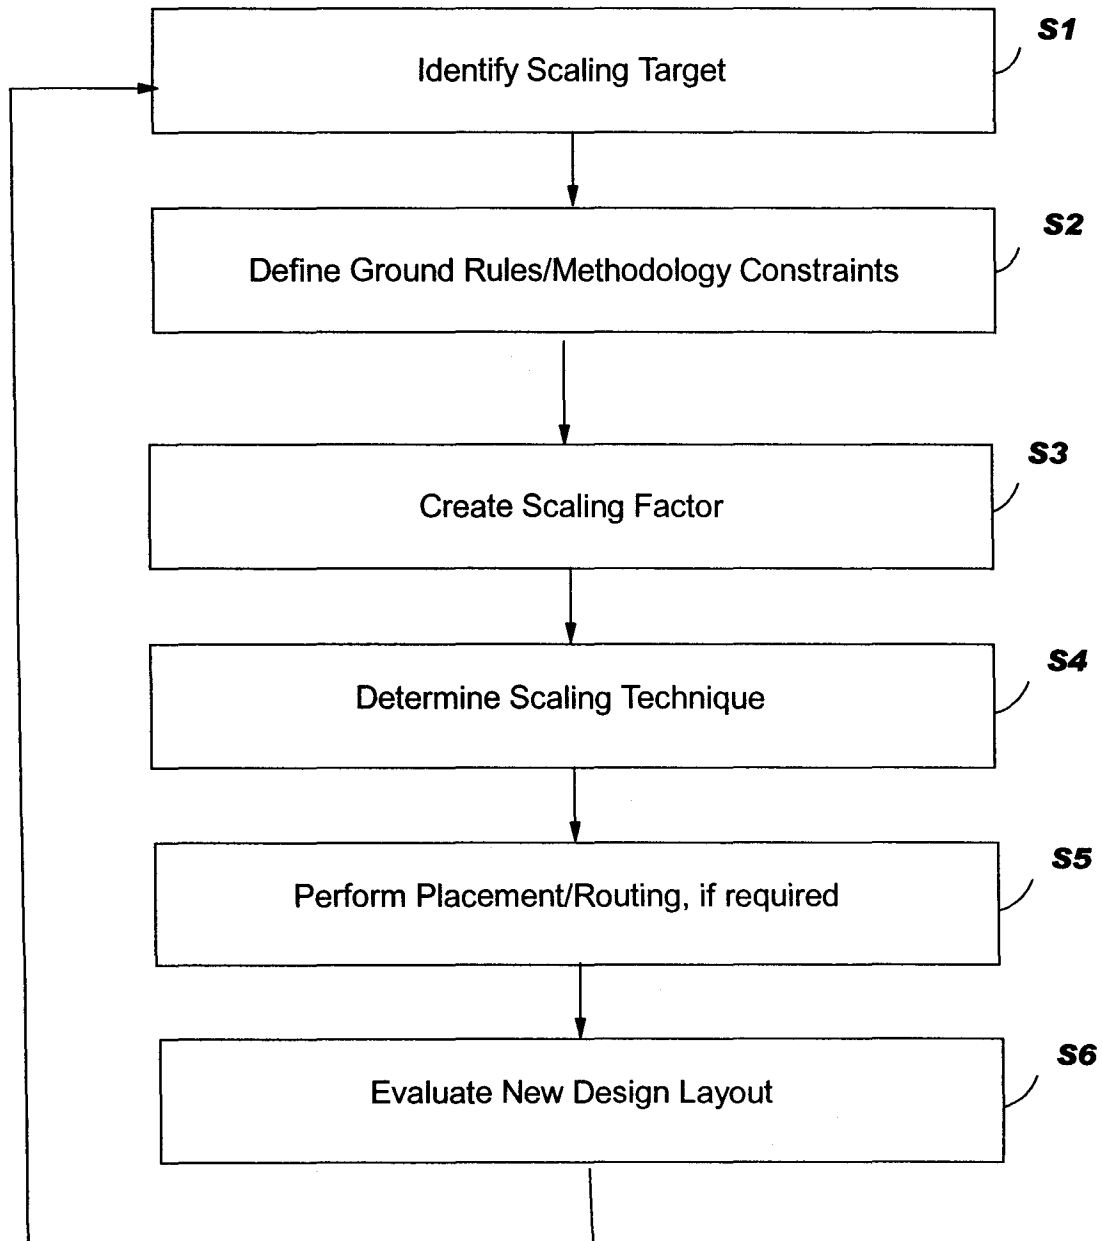 S1
Identify Scaling Target
S2
Define Ground Rules/Methodology Constraints
S3
Create Scaling Factor
S4
Determine Scaling Technique
S5
Perform Placement/Routing, if required
S6
Evaluate New Design Layout